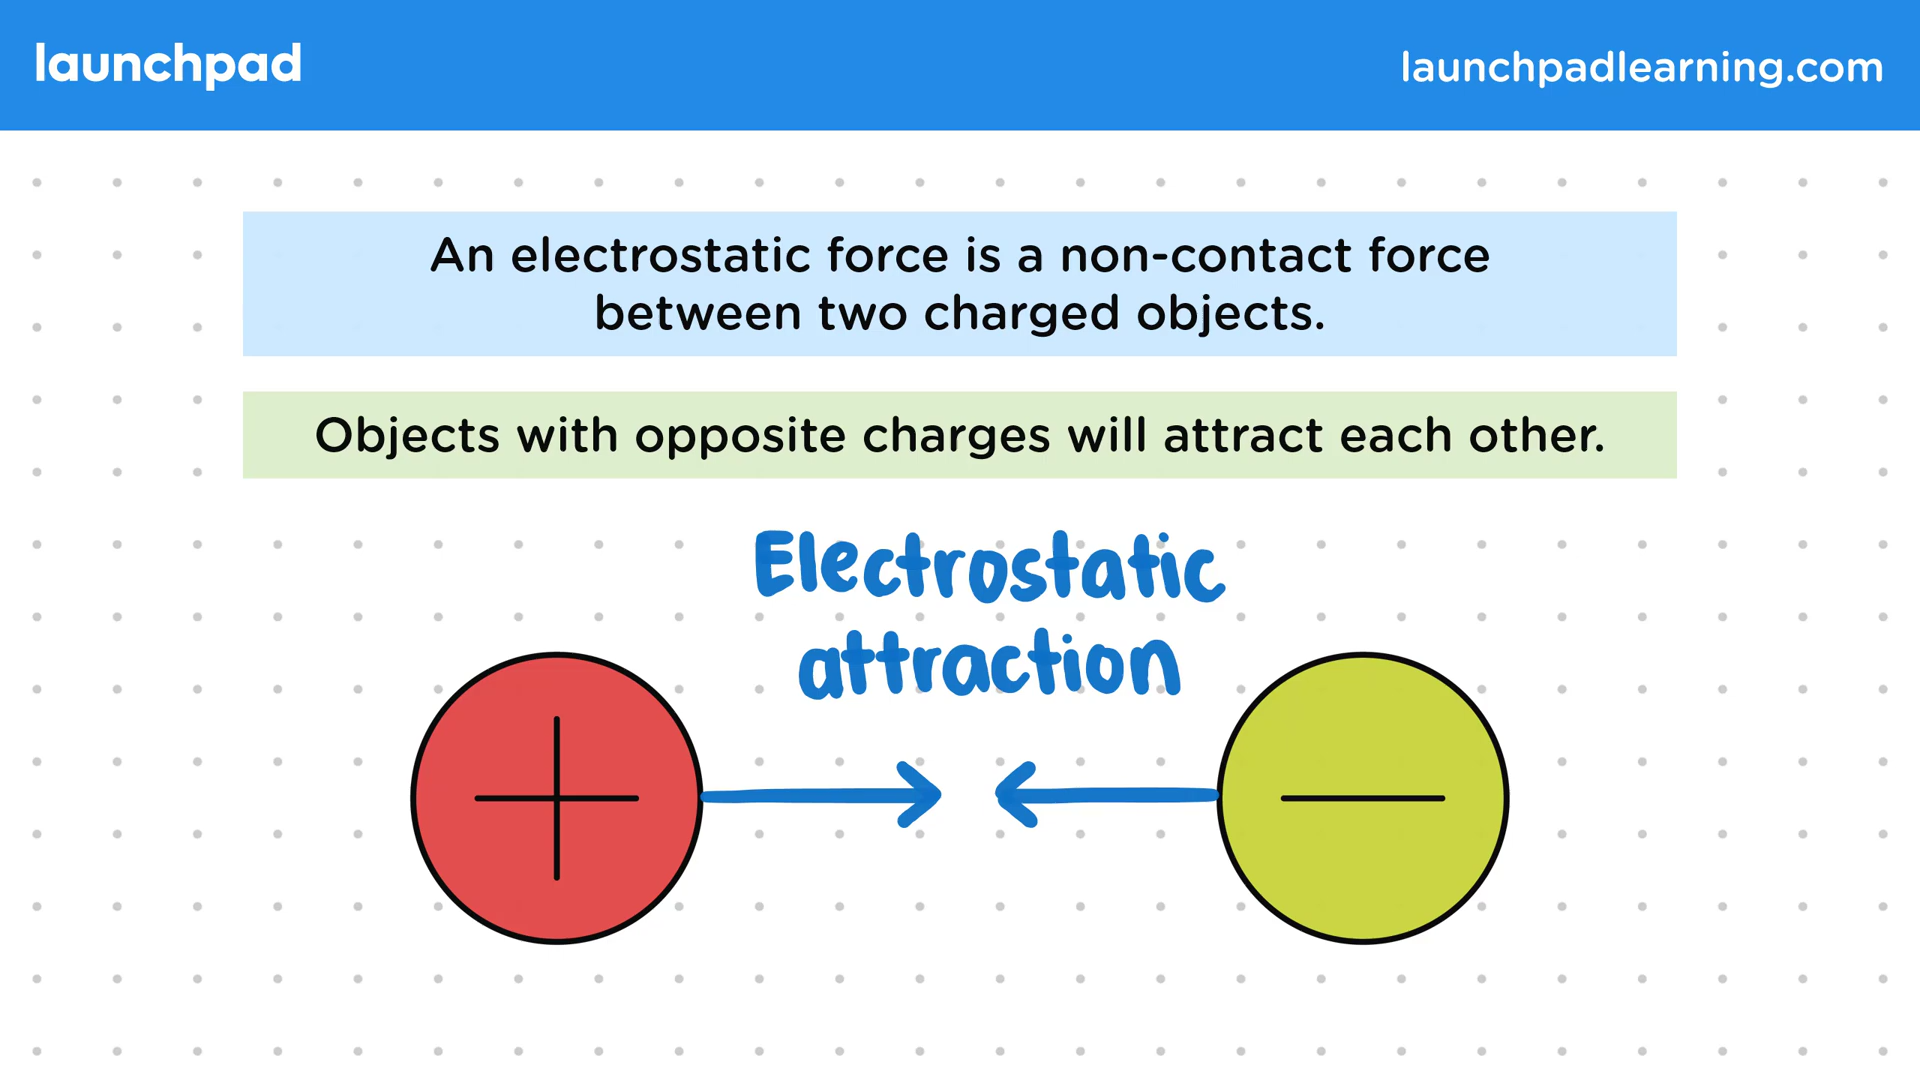 launchpad
launchpadlearning.com
An electrostatic force is a non-contact force
between two charged objects.
Objects with opposite charges will attract each other.
Electrostatic
attraction
+
−